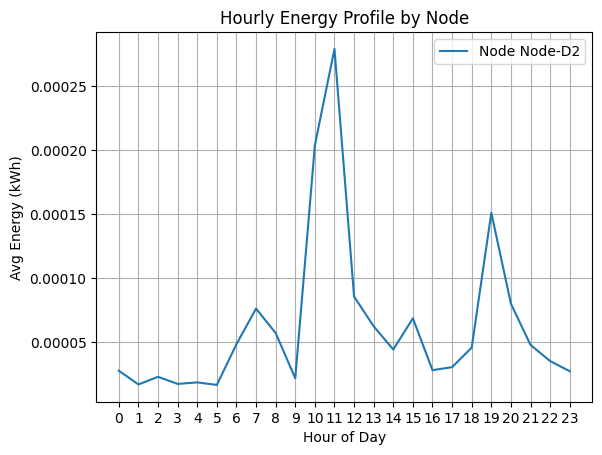 Hourly Energy Profile by Node
Node Node-D2
Avg Energy (kWh)
0.00025
0.00020
0.00015
0.00010
0.00005
0 1 2 3 4 5 6 7 8 9 10 11 12 13 14 15 16 17 18 19 20 21 22 23
Hour of Day